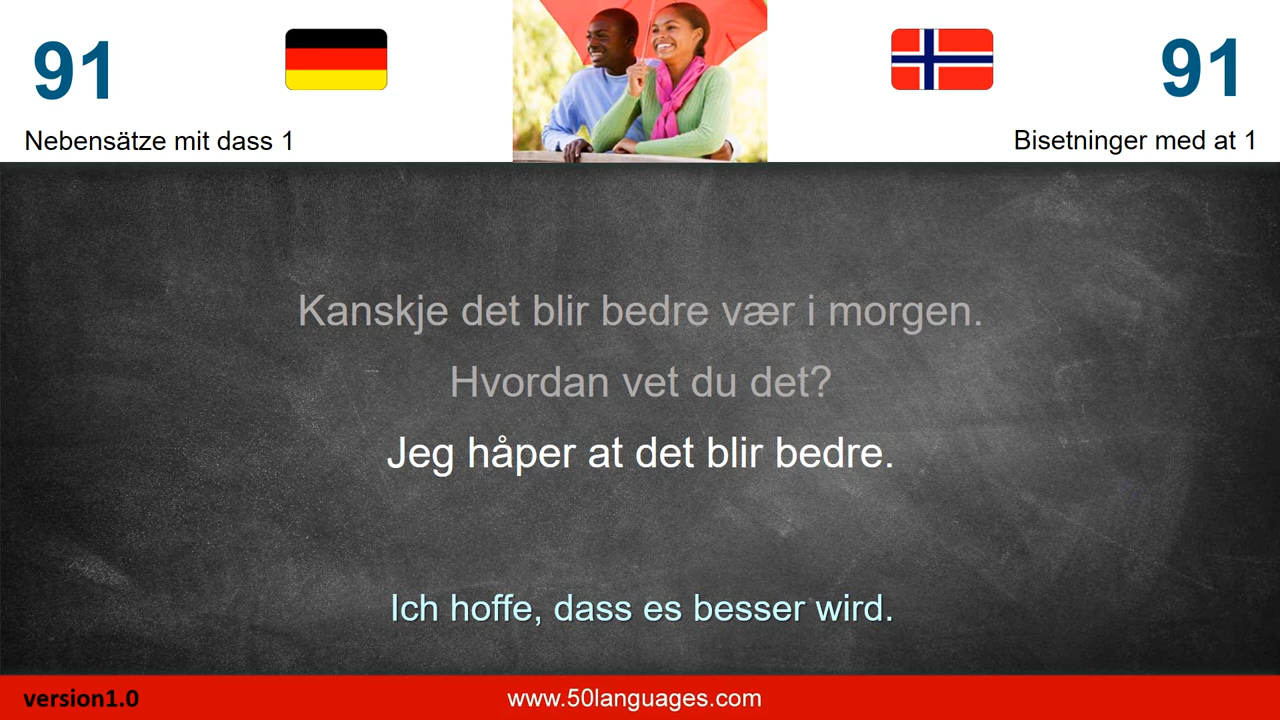 91
91
Nebensätze mit dass 1
Bisetninger med at 1
Kanskje det blir bedre vær i morgen.
Hvordan vet du det?
Jeg håper at det blir bedre.
Ich hoffe, dass es besser wird.
version1.0
www.50languages.com